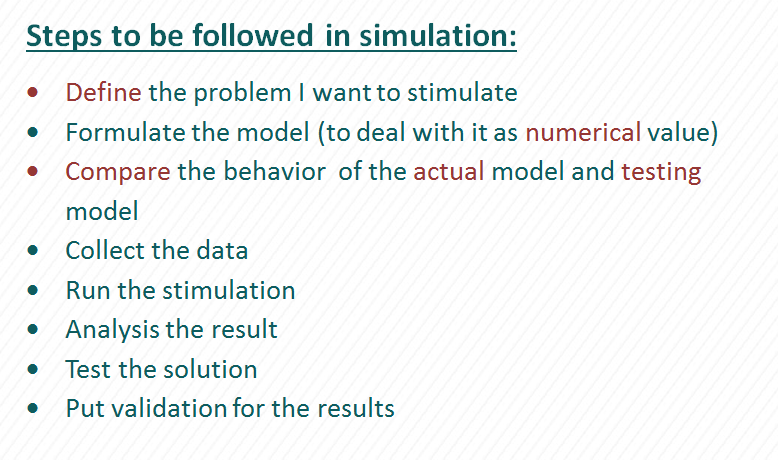 Steps to be followed in simulation:
• Define the problem I want to stimulate
• Formulate the model (to deal with it as numerical value)
• Compare the behavior of the actual model and testing
model
• Collect the data
• Run the stimulation
• Analysis the result
• Test the solution
• Put validation for the results